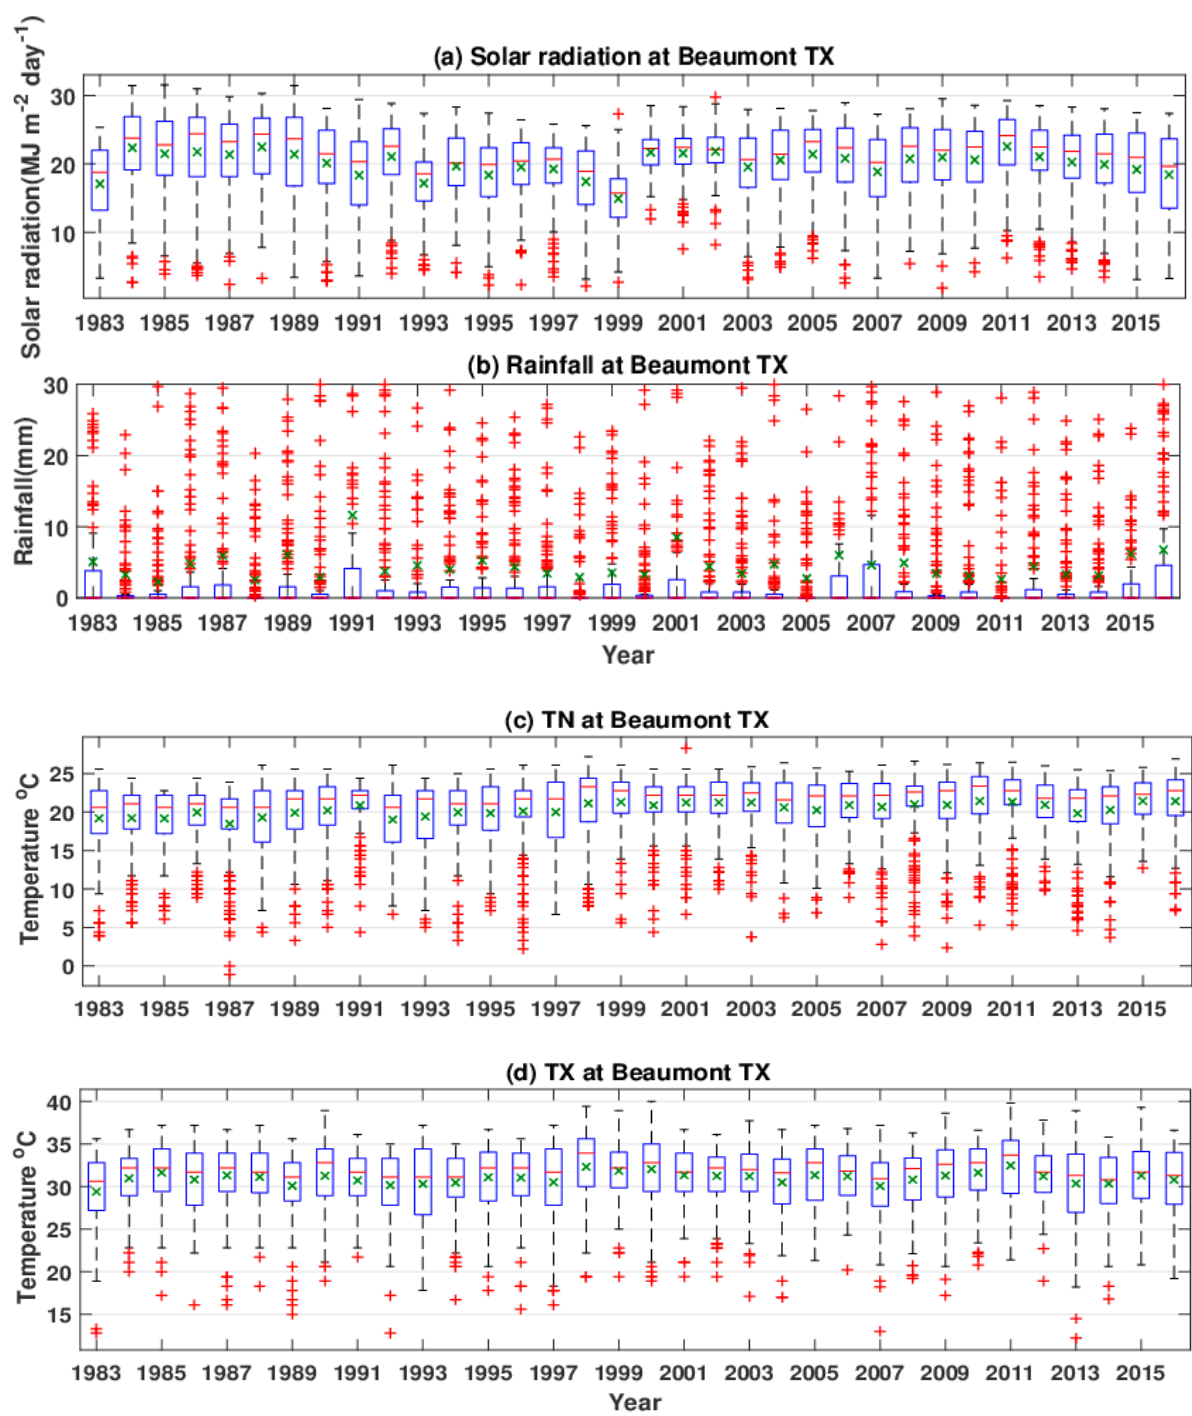 (a) Solar radiation at Beaumont TX
Solar radiation(MJ m⁻² day⁻¹)
30
20
10
1983 1985 1987 1989 1991 1993 1995 1997 1999 2001 2003 2005 2007 2009 2011 2013 2015
(b) Rainfall at Beaumont TX
Rainfall(mm)
30
20
10
0
1983 1985 1987 1989 1991 1993 1995 1997 1999 2001 2003 2005 2007 2009 2011 2013 2015
Year
(c) TN at Beaumont TX
Temperature ⁰C
25
20
15
10
5
0
1983 1985 1987 1989 1991 1993 1995 1997 1999 2001 2003 2005 2007 2009 2011 2013 2015
(d) TX at Beaumont TX
Temperature ⁰C
40
35
30
25
20
15
1983 1985 1987 1989 1991 1993 1995 1997 1999 2001 2003 2005 2007 2009 2011 2013 2015
Year